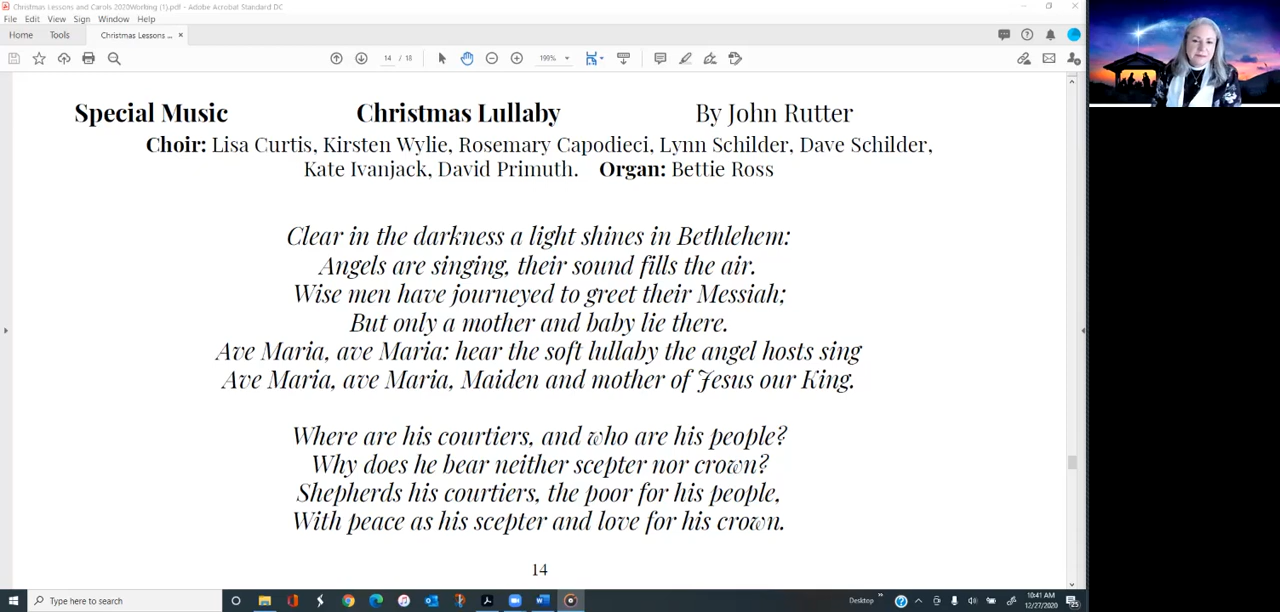 Christmas Lessons and Carols 2020Working (1).pdf - Adobe Acrobat Standard DC
File Edit View Sign Window Help
Home Tools Christmas Lessons ... ×
14 / 18 199%
Special Music Christmas Lullaby By John Rutter
Choir: Lisa Curtis, Kirsten Wylie, Rosemary Capodieci, Lynn Schilder, Dave Schilder,
Kate Ivanjack, David Primuth. Organ: Bettie Ross
Clear in the darkness a light shines in Bethlehem:
Angels are singing, their sound fills the air.
Wise men have journeyed to greet their Messiah;
But only a mother and baby lie there.
Ave Maria, ave Maria: hear the soft lullaby the angel hosts sing
Ave Maria, ave Maria, Maiden and mother of Jesus our King.
Where are his courtiers, and who are his people?
Why does he bear neither scepter nor crown?
Shepherds his courtiers, the poor for his people,
With peace as his scepter and love for his crown.
14
Type here to search
Desktop
10:41 AM
12/27/2020